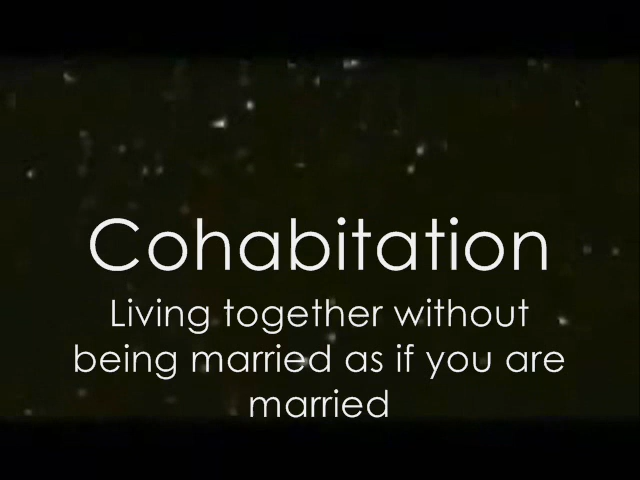 Cohabitation
Living together without
being married as if you are
married